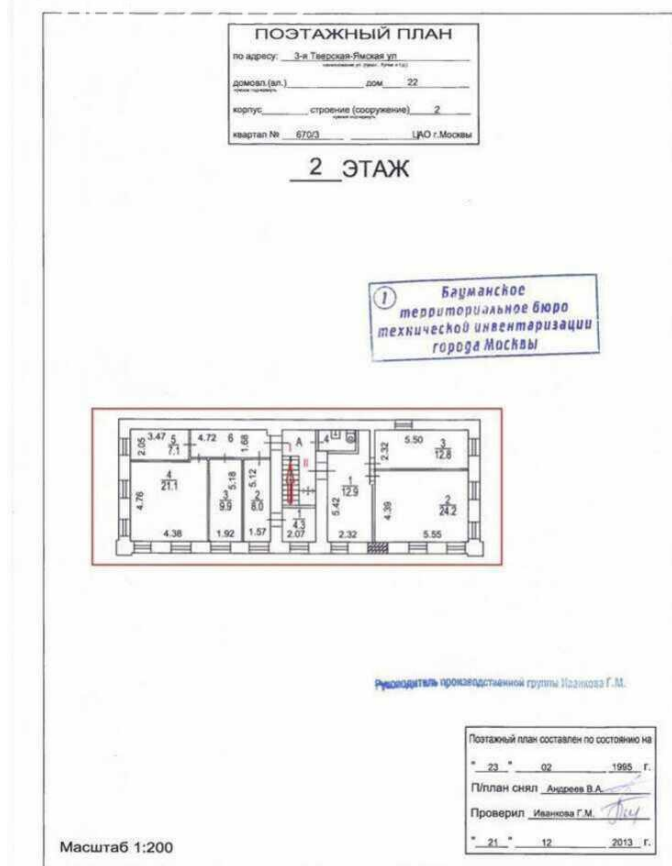 ПОЭТАЖНЫЙ ПЛАН
по адресу: 3-я Тверская-Ямская ул
домовл.(вл.) дом 22
корпус строение (сооружение) 2
квартал № 670/3 ЦАО г.Москвы
2 ЭТАЖ
1 Бауманское
территориальное бюро
технической инвентаризации
города Москвы
3.47 5 4.72 6 А 4 5.50 3
2.05 7.1 1.68 II 2.32 12.8
4 5.18 5.12 1 2
21.1 3 2 12.9 24.2
4.76 9.9 8.0 1 5.42 4.39
4.3
4.38 1.92 1.57 2.07 2.32 5.55
Руководитель производственной группы Иванкова Г.М.
Поэтажный план составлен по состоянию на
" 23 " 02 1995 г.
П/план снял Андреев В.А.
Проверил Иванкова Г.М.
" 21 " 12 2013 г.
Масштаб 1:200